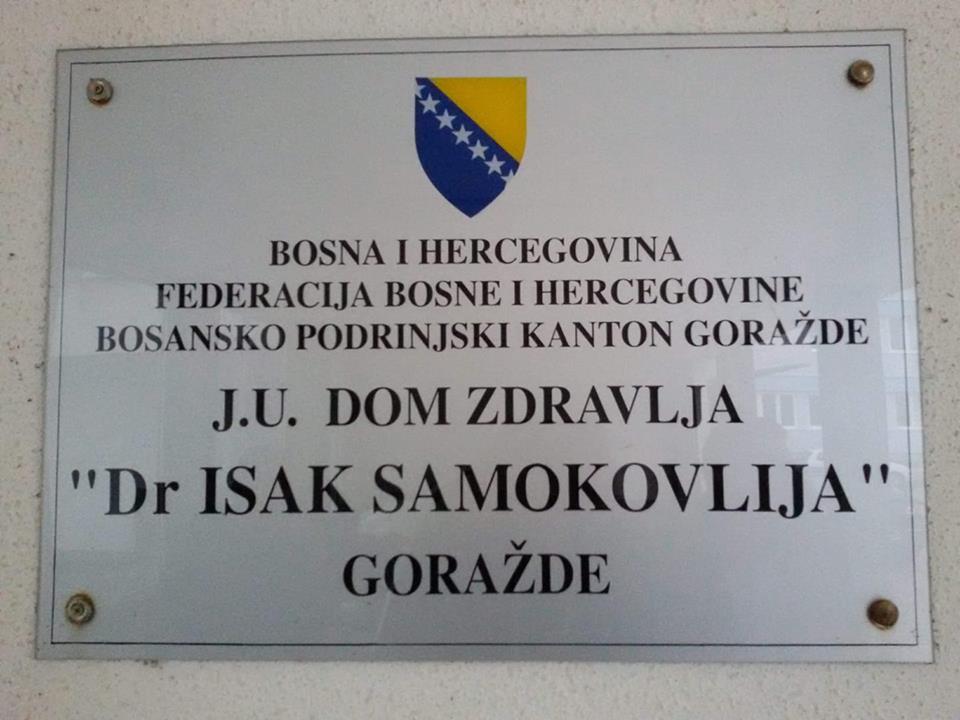 BOSNA I HERCEGOVINA
FEDERACIJA BOSNE I HERCEGOVINE
BOSANSKO PODRINJSKI KANTON GORAŽDE
J.U. DOM ZDRAVLJA
"Dr ISAK SAMOKOVLIJA"
GORAŽDE